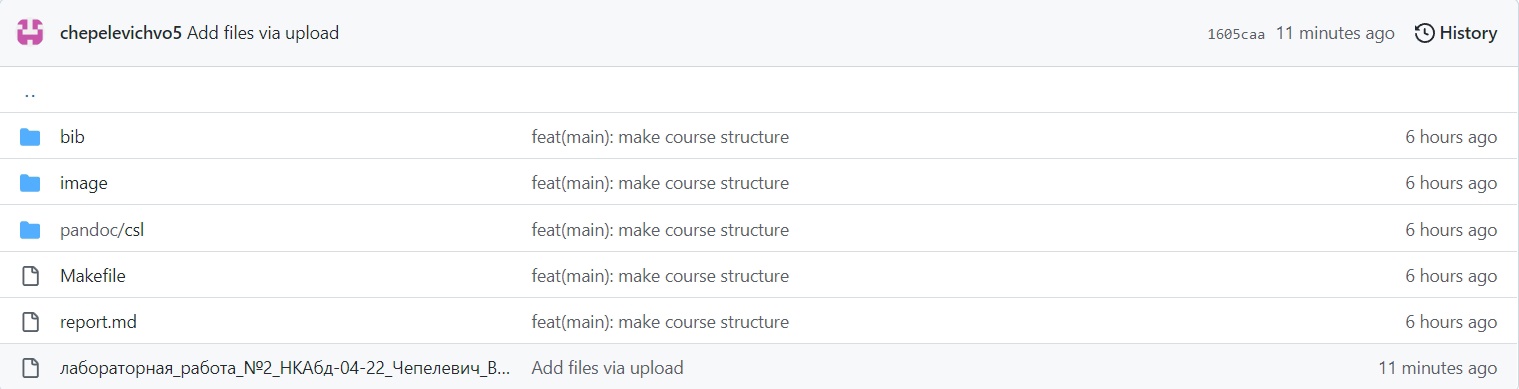 chepelevichvo5 Add files via upload 1605caa 11 minutes ago History
..
bib feat(main): make course structure 6 hours ago
image feat(main): make course structure 6 hours ago
pandoc/csl feat(main): make course structure 6 hours ago
Makefile feat(main): make course structure 6 hours ago
report.md feat(main): make course structure 6 hours ago
лабораторная_работа_№2_НКАбд-04-22_Чепелевич_В... Add files via upload 11 minutes ago